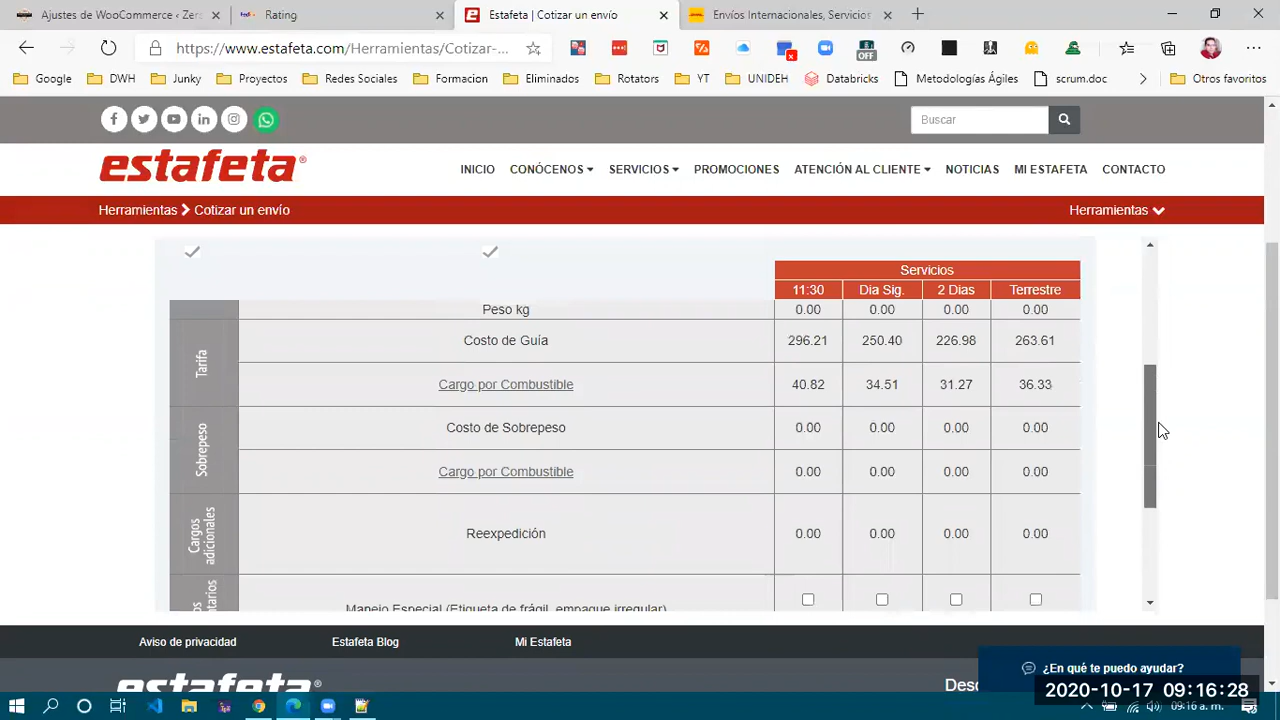 Ajustes de WooCommerce ‹ Zer
Rating
Estafeta | Cotizar un envío
Envíos Internacionales, Servicios
https://www.estafeta.com/Herramientas/Cotizar-...
OFF
Google
DWH
Junky
Proyectos
Redes Sociales
Formacion
Eliminados
Rotators
YT
UNIDEH
Databricks
Metodologías Ágiles
scrum.doc
Otros favoritos
Buscar
estafeta®
INICIO CONÓCENOS SERVICIOS PROMOCIONES ATENCIÓN AL CLIENTE NOTICIAS MI ESTAFETA CONTACTO
Herramientas > Cotizar un envío
Herramientas
Servicios
11:30 Dia Sig. 2 Dias Terrestre
Peso kg 0.00 0.00 0.00 0.00
Tarifa
Costo de Guía 296.21 250.40 226.98 263.61
Cargo por Combustible 40.82 34.51 31.27 36.33
Sobrepeso
Costo de Sobrepeso 0.00 0.00 0.00 0.00
Cargo por Combustible 0.00 0.00 0.00 0.00
Cargos adicionales
Reexpedición 0.00 0.00 0.00 0.00
Manejo Especial (Etiqueta de frágil, empaque irregular)
Aviso de privacidad
Estafeta Blog
Mi Estafeta
¿En qué te puedo ayudar?
estafeta®
Desc
2020-10-17 09:16:28
09:16 a. m.